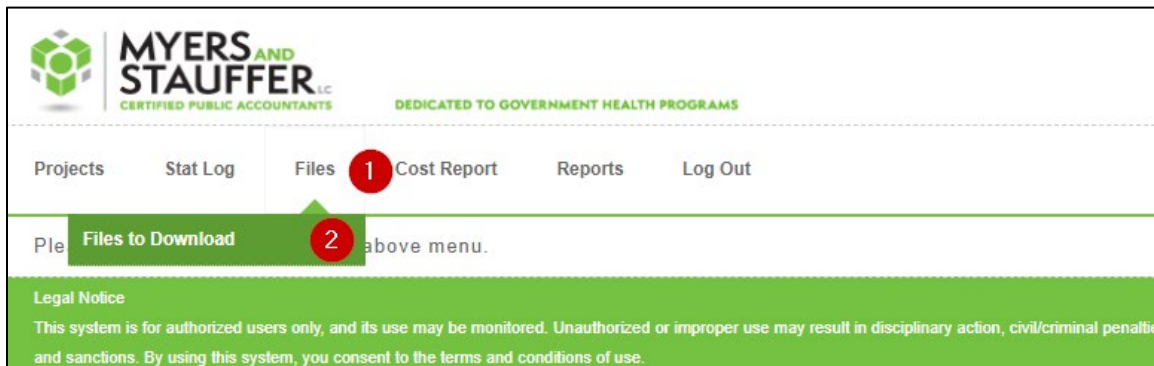 MYERS AND
STAUFFER LC
CERTIFIED PUBLIC ACCOUNTANTS
DEDICATED TO GOVERNMENT HEALTH PROGRAMS
Projects Stat Log Files 1 Cost Report Reports Log Out
Files to Download 2
Ple above menu.
Legal Notice
This system is for authorized users only, and its use may be monitored. Unauthorized or improper use may result in disciplinary action, civil/criminal penaltie
and sanctions. By using this system, you consent to the terms and conditions of use.